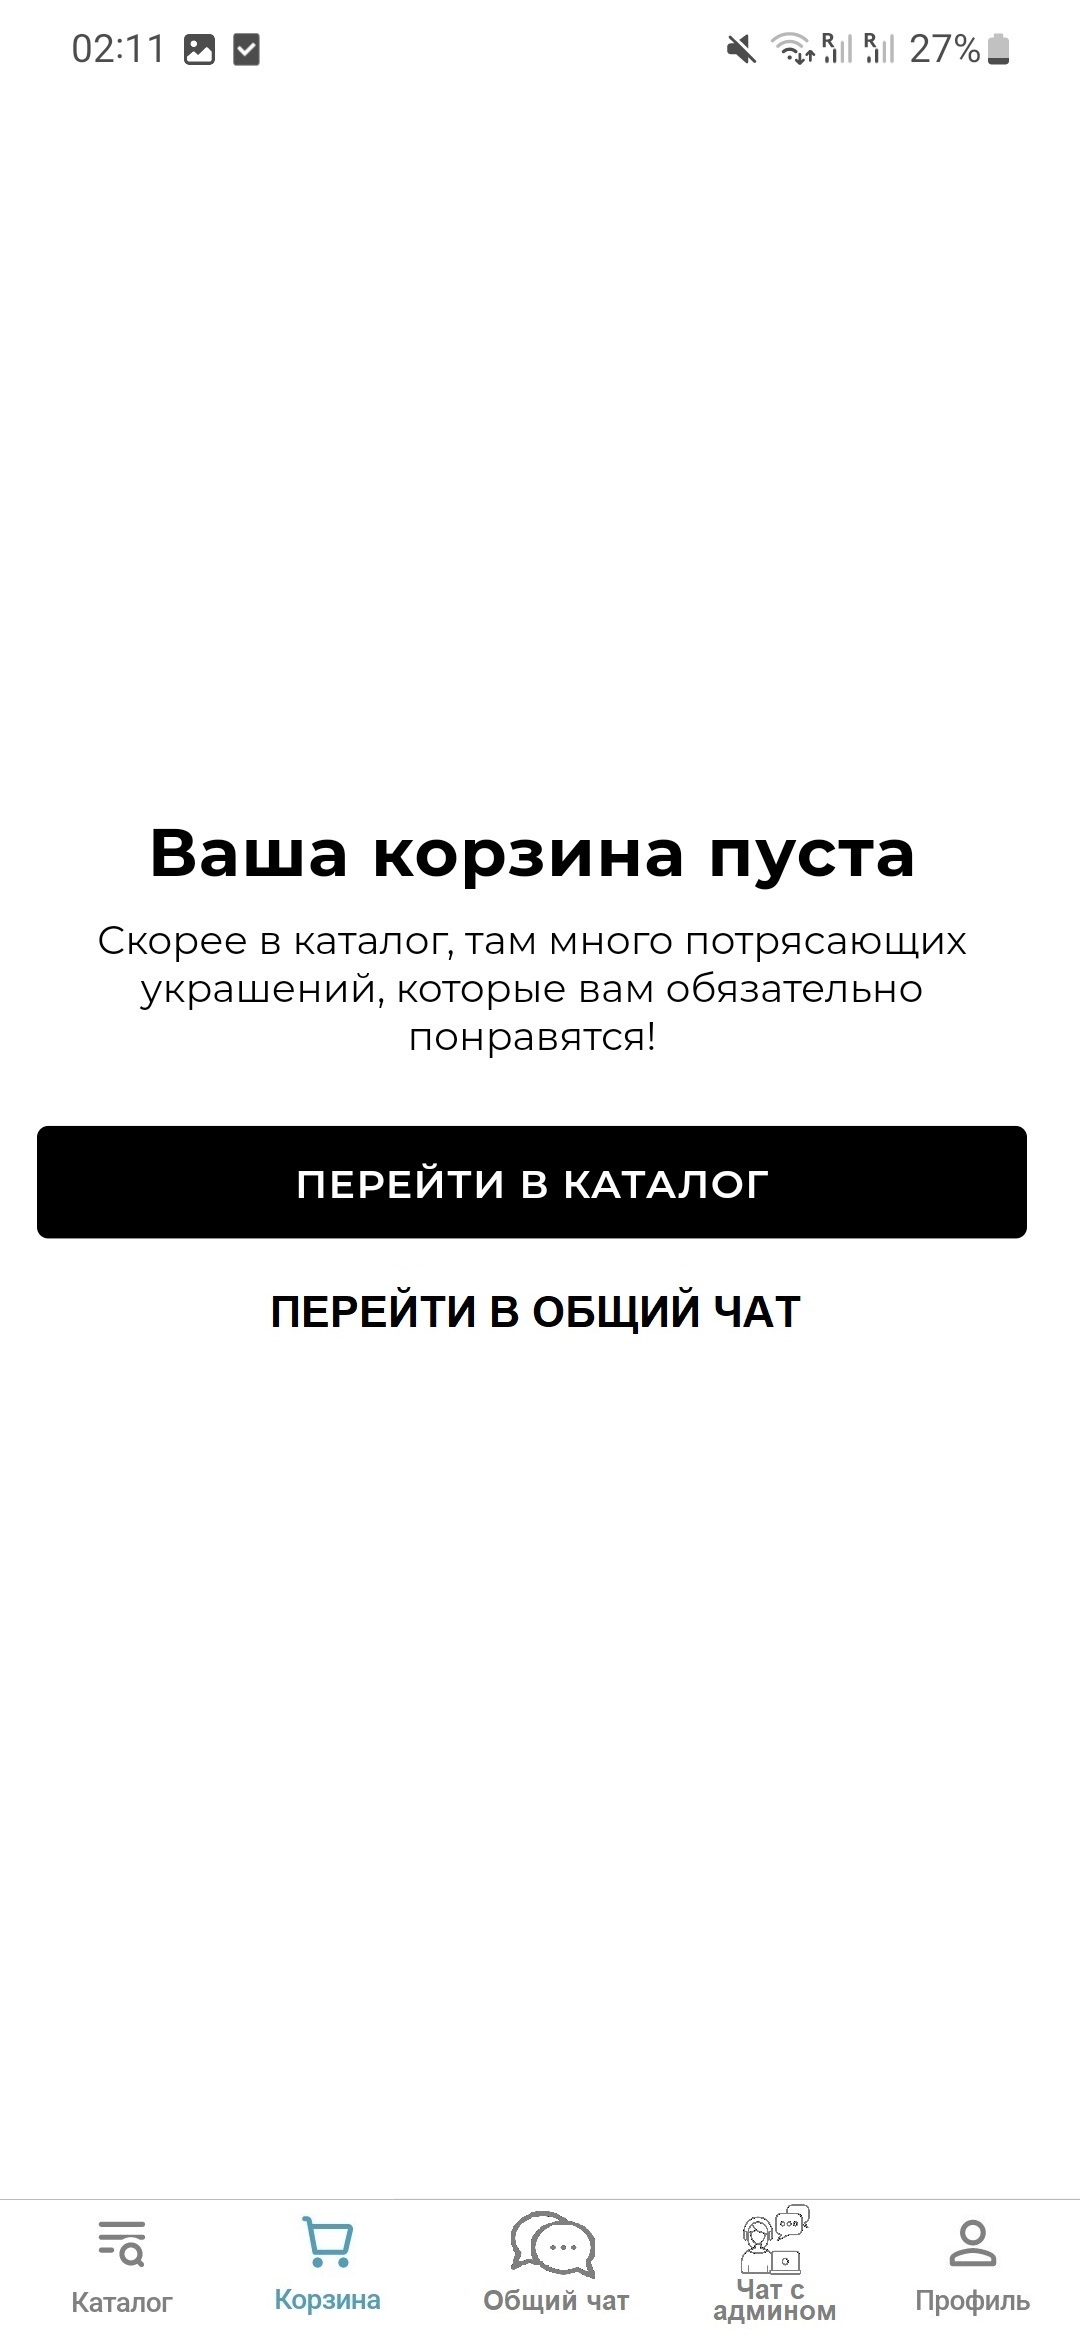 02:11
R R 27%
Ваша корзина пуста
Скорее в каталог, там много потрясающих
украшений, которые вам обязательно
понравятся!
ПЕРЕЙТИ В КАТАЛОГ
ПЕРЕЙТИ В ОБЩИЙ ЧАТ
Каталог
Корзина
Общий чат
Чат с
админом
Профиль